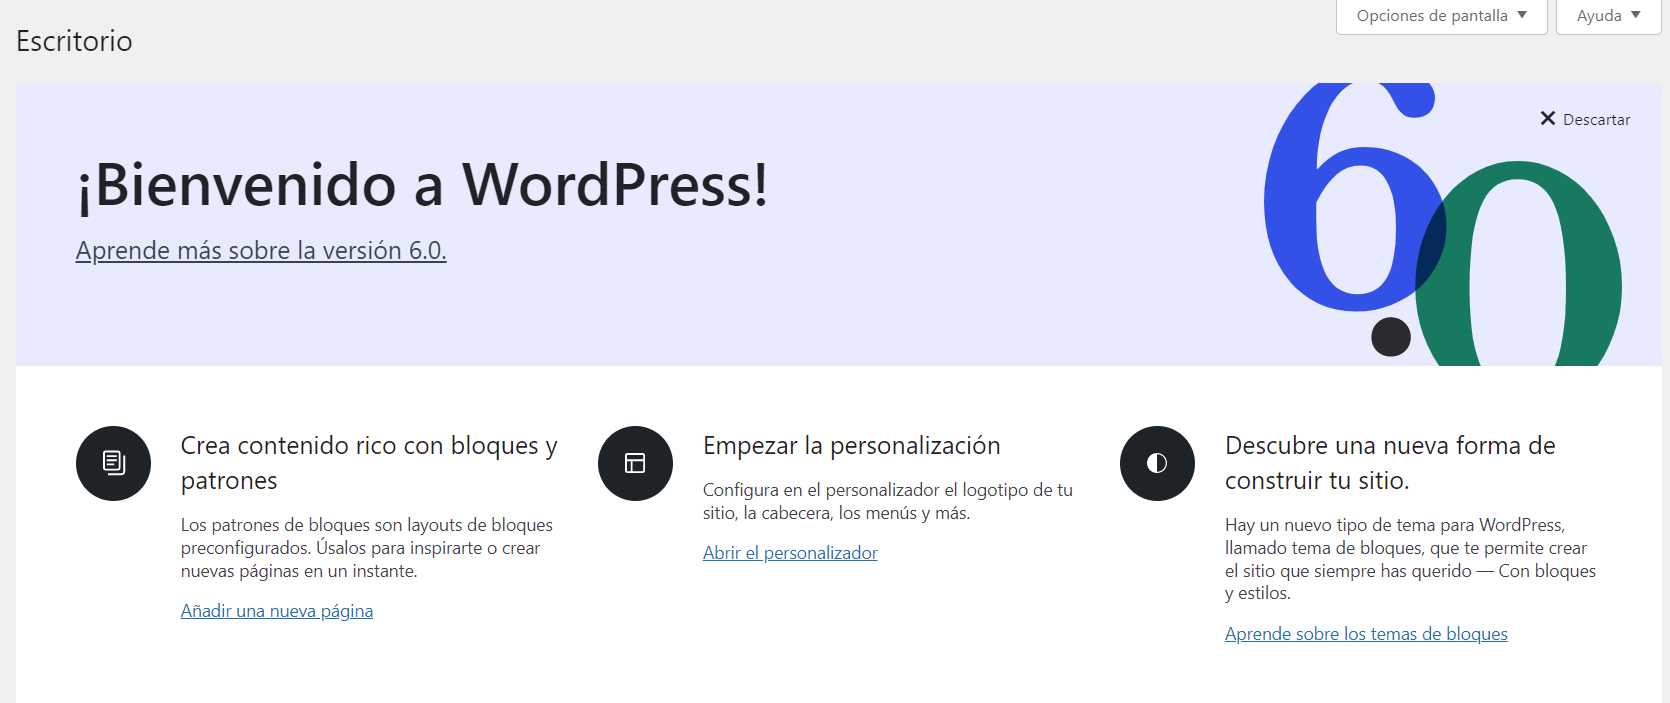 Opciones de pantalla
Ayuda
Escritorio
Descartar
¡Bienvenido a WordPress!
Aprende más sobre la versión 6.0.
6.0
Crea contenido rico con bloques y
patrones
Los patrones de bloques son layouts de bloques
preconfigurados. Úsalos para inspirarte o crear
nuevas páginas en un instante.
Añadir una nueva página
Empezar la personalización
Configura en el personalizador el logotipo de tu
sitio, la cabecera, los menús y más.
Abrir el personalizador
Descubre una nueva forma de
construir tu sitio.
Hay un nuevo tipo de tema para WordPress,
llamado tema de bloques, que te permite crear
el sitio que siempre has querido — Con bloques
y estilos.
Aprende sobre los temas de bloques